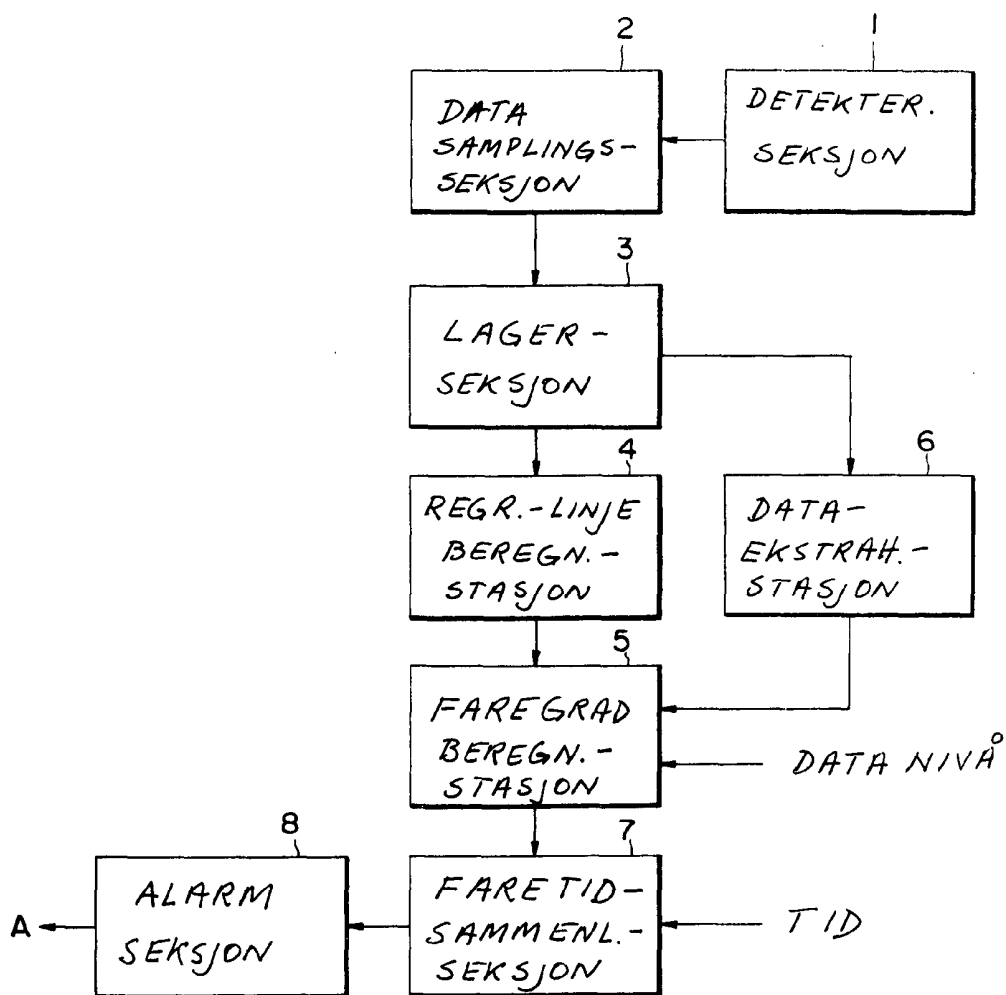 1
DETEKTER.
SEKSJON
2
DATA
SAMPLINGS-
SEKSJON
3
LAGER-
SEKSJON
4
REGR.-LINJE
BEREGN.-
STASJON
6
DATA-
EKSTRAH.-
STASJON
5
FAREGRAD
BEREGN.-
STASJON
DATA NIVÅ
7
FARETID-
SAMMENL.-
SEKSJON
TID
8
ALARM
SEKSJON
A